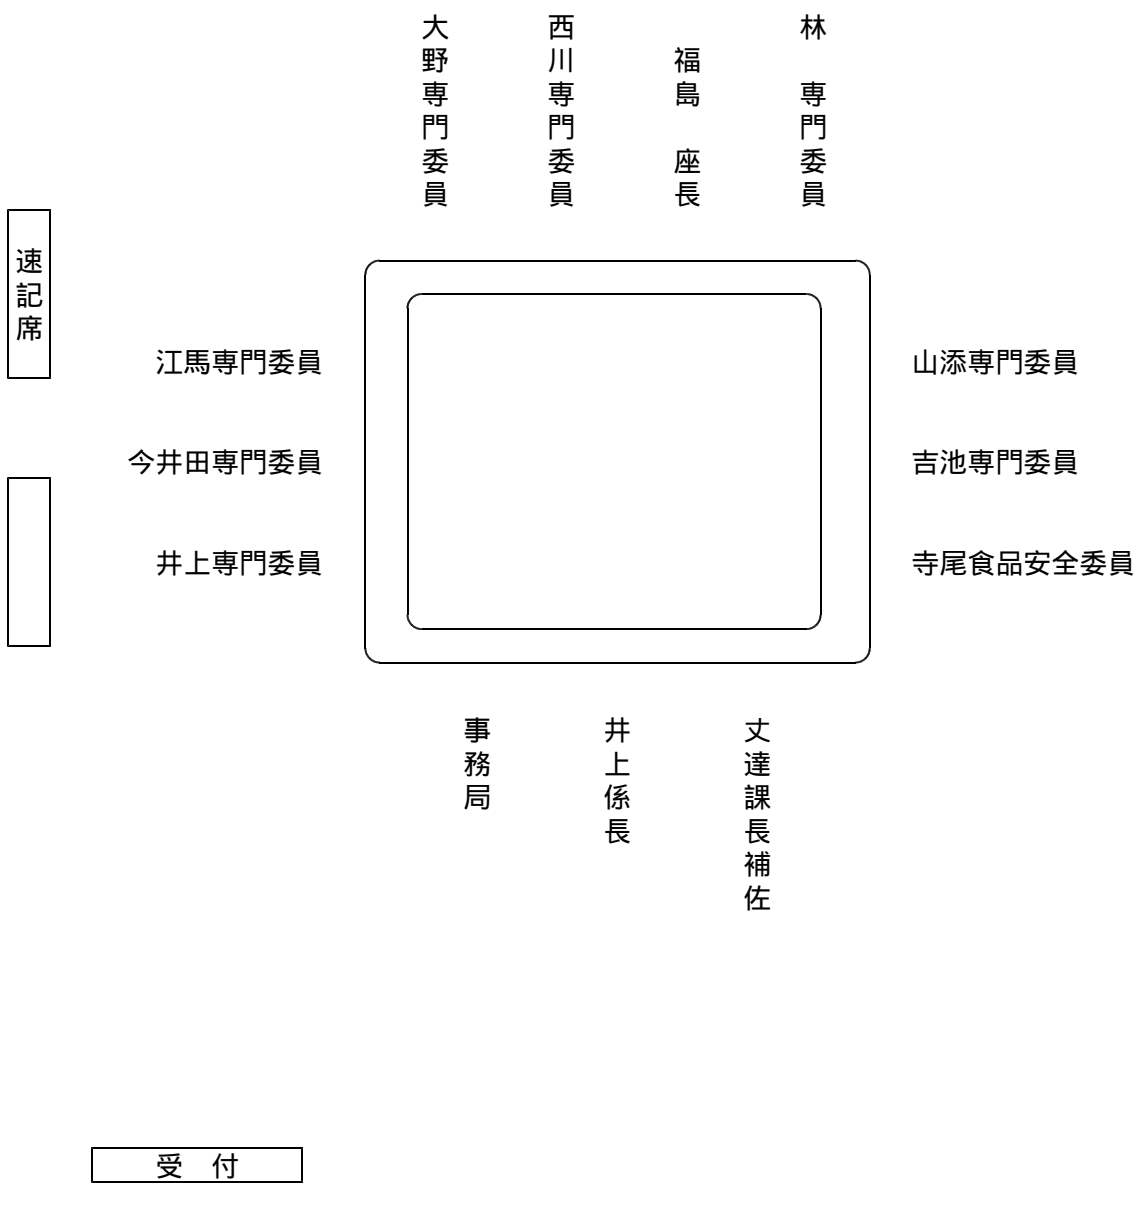 大野専門委員
西川専門委員
福島　座長
林　専門委員
速記席
江馬専門委員
山添専門委員
今井田専門委員
吉池専門委員
井上専門委員
寺尾食品安全委員
事務局
井上係長
丈達課長補佐
受　付